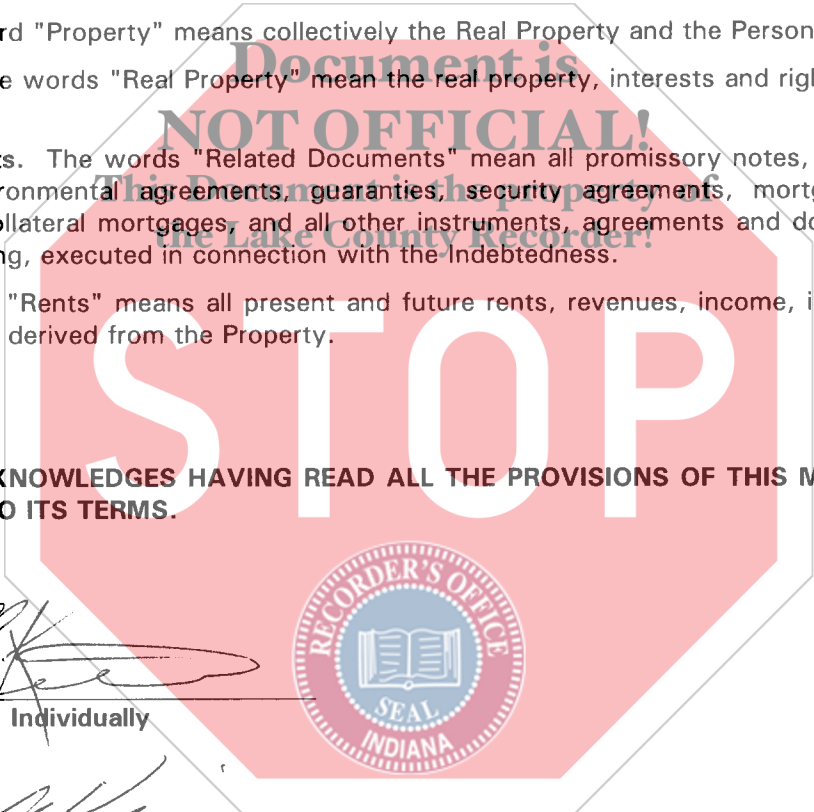 rd "Property" means collectively the Real Property and the Person
Document is
e words "Real Property" mean the real property, interests and righ
NOT OFFICIAL!
ts. The words "Related Documents" mean all promissory notes,
This Document is the property of
ronmental agreements, guaranties, security agreements, mortg
ollateral mortgages, and all other instruments, agreements and do
the Lake County Recorder!
ng, executed in connection with the Indebtedness.
"Rents" means all present and future rents, revenues, income, i
derived from the Property.
STOP
KNOWLEDGES HAVING READ ALL THE PROVISIONS OF THIS M
O ITS TERMS.
RECORDER'S OFFICE
SEAL
INDIANA
Individually